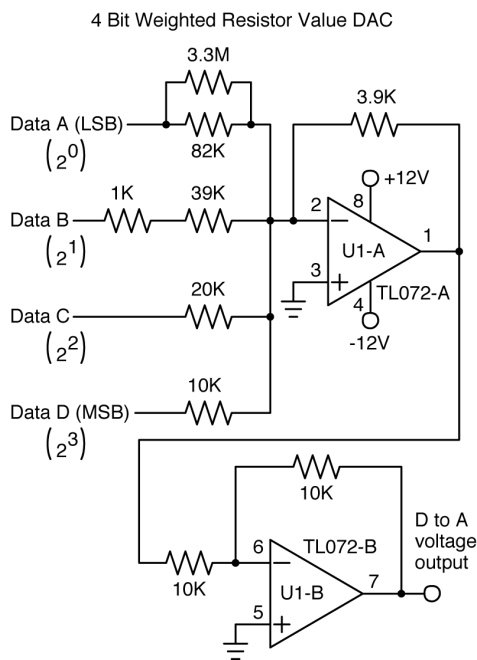 4 Bit Weighted Resistor Value DAC
3.3M
Data A (LSB)
(2⁰)
82K
3.9K
+12V
8
1K
39K
Data B
(2¹)
2
1
U1-A
3
TL072-A
4
-12V
20K
Data C
(2²)
10K
Data D (MSB)
(2³)
10K
D to A
voltage
output
TL072-B
6
10K
7
U1-B
5